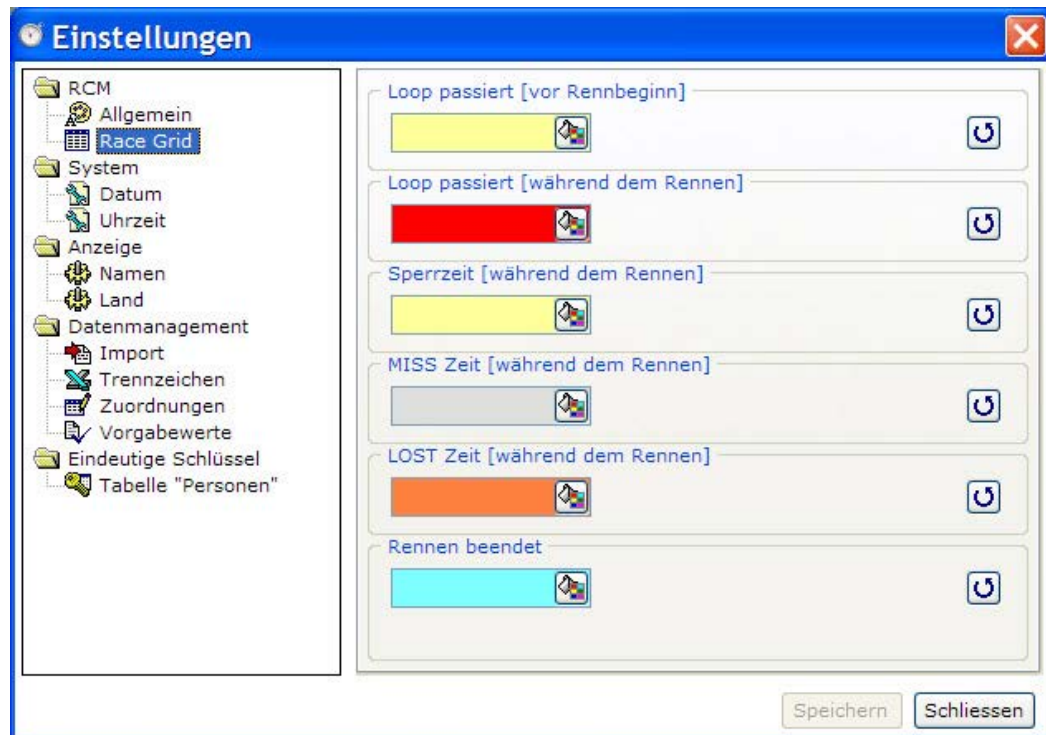 Einstellungen
RCM
Allgemein
Race Grid
System
Datum
Uhrzeit
Anzeige
Namen
Land
Datenmanagement
Import
Trennzeichen
Zuordnungen
Vorgabewerte
Eindeutige Schlüssel
Tabelle "Personen"
Loop passiert [vor Rennbeginn]
Loop passiert [während dem Rennen]
Sperrzeit [während dem Rennen]
MISS Zeit [während dem Rennen]
LOST Zeit [während dem Rennen]
Rennen beendet
Speichern
Schliessen